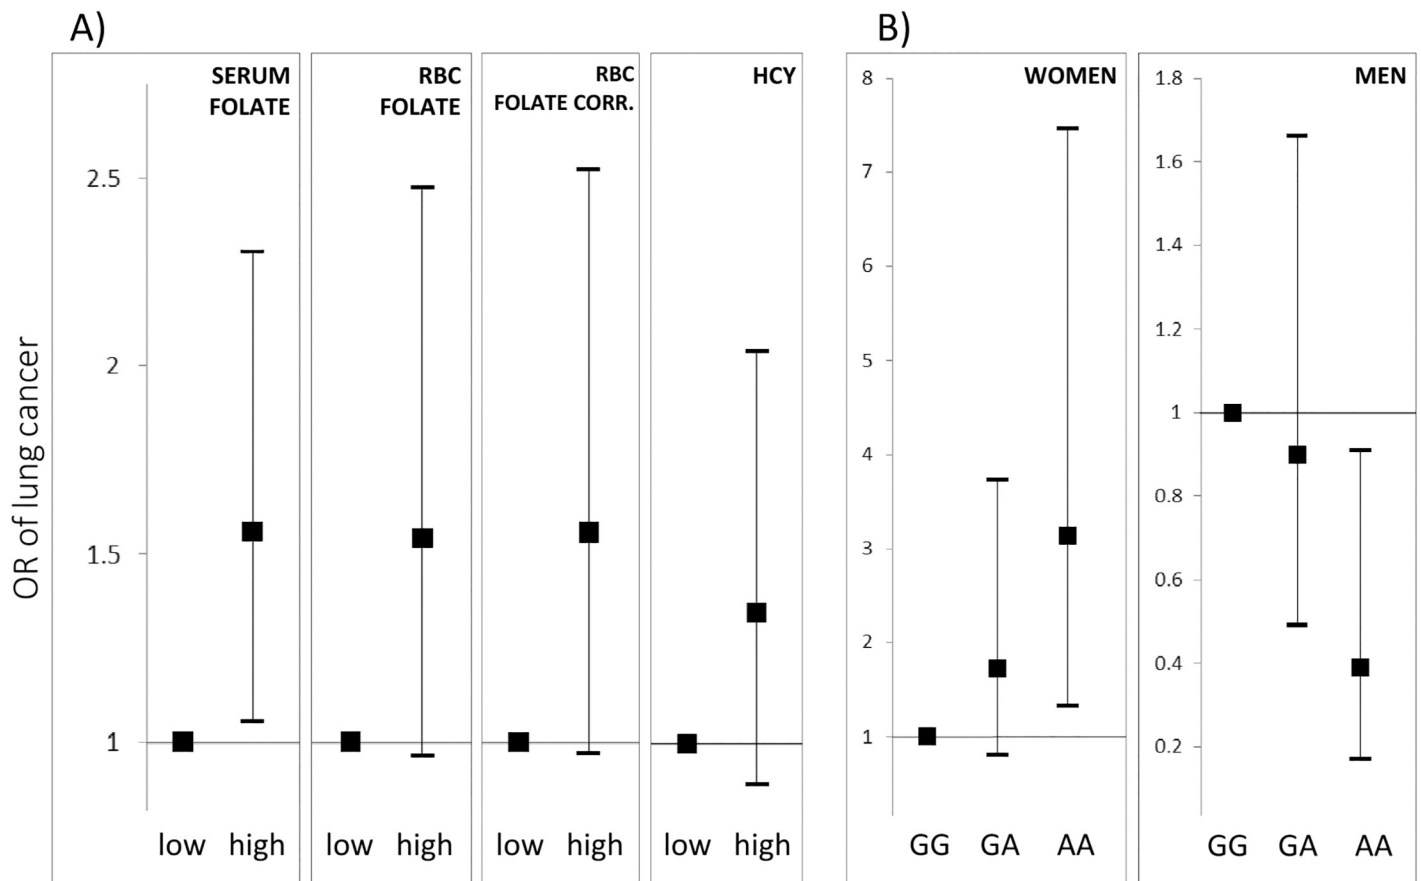 A)
B)
SERUM
FOLATE
RBC
FOLATE
RBC
FOLATE CORR.
HCY
WOMEN
MEN
OR of lung cancer
2.5
2
1.5
1
8
7
6
5
4
3
2
1
1.8
1.6
1.4
1.2
1
0.8
0.6
0.4
0.2
low high
low high
low high
low high
GG GA AA
GG GA AA